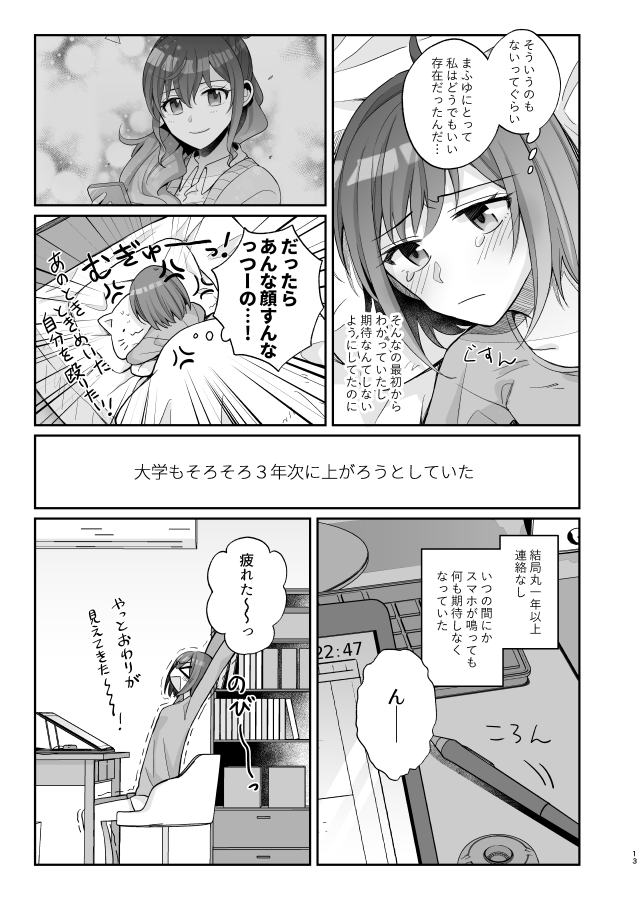 そういうのも
ないってぐらい
まふゆにとって
私はどうでもいい
存在だったんだ…
そんなの最初から
わかっていたし
期待なんてしない
ようにしてたのに
ぐすん
だったら
あんな顔すんな
っつーの…!
むぎゅーーっ!
あのとき
ときめいた
自分を殴りたい!!
大学もそろそろ3年次に上がろうとしていた
結局丸一年以上
連絡なし
いつの間にか
スマホが鳴っても
何も期待しなく
なっていた
22:47
んーー
ころん
疲れた〜〜っ
のび〜〜
やっとおわりが
見えてきた〜〜〜!
13